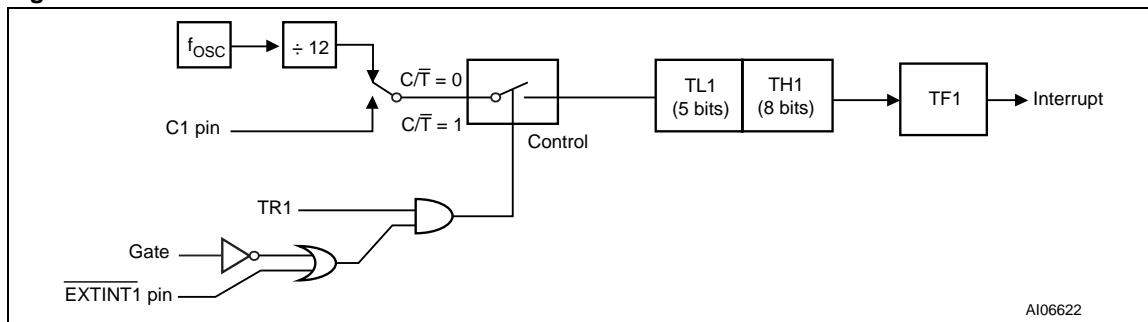 fOSC
÷ 12
C/T̅ = 0
TL1
(5 bits)
TH1
(8 bits)
TF1
Interrupt
C1 pin
C/T̅ = 1
Control
TR1
Gate
E̅X̅T̅I̅N̅T̅1̅ pin
AI06622